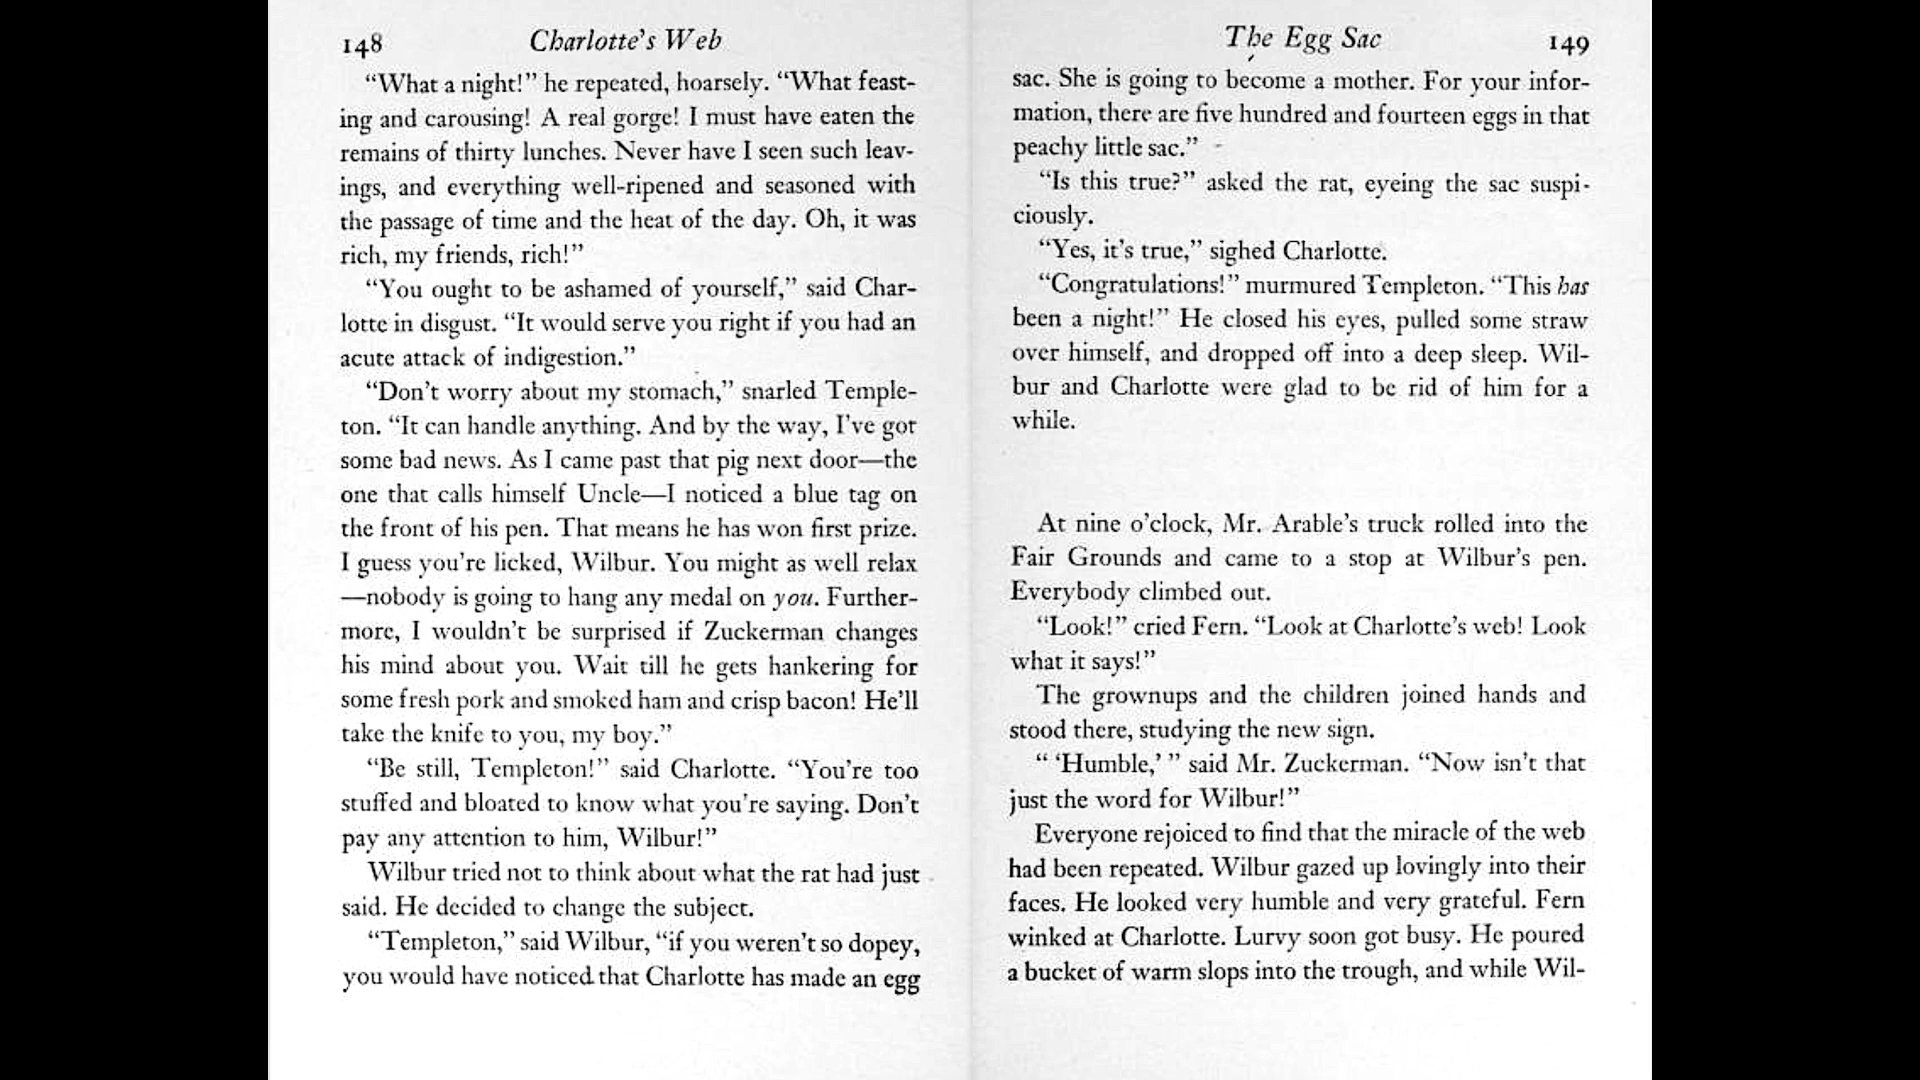 148
Charlotte's Web
“What a night!” he repeated, hoarsely. “What feast-
ing and carousing! A real gorge! I must have eaten the
remains of thirty lunches. Never have I seen such leav-
ings, and everything well-ripened and seasoned with
the passage of time and the heat of the day. Oh, it was
rich, my friends, rich!”
“You ought to be ashamed of yourself,” said Char-
lotte in disgust. “It would serve you right if you had an
acute attack of indigestion.”
“Don't worry about my stomach,” snarled Temple-
ton. “It can handle anything. And by the way, I've got
some bad news. As I came past that pig next door—the
one that calls himself Uncle—I noticed a blue tag on
the front of his pen. That means he has won first prize.
I guess you're licked, Wilbur. You might as well relax
—nobody is going to hang any medal on you. Further-
more, I wouldn't be surprised if Zuckerman changes
his mind about you. Wait till he gets hankering for
some fresh pork and smoked ham and crisp bacon! He'll
take the knife to you, my boy.”
“Be still, Templeton!” said Charlotte. “You're too
stuffed and bloated to know what you're saying. Don't
pay any attention to him, Wilbur!”
Wilbur tried not to think about what the rat had just
said. He decided to change the subject.
“Templeton,” said Wilbur, “if you weren't so dopey,
you would have noticed that Charlotte has made an egg
The Egg Sac
149
sac. She is going to become a mother. For your infor-
mation, there are five hundred and fourteen eggs in that
peachy little sac.”
“Is this true?” asked the rat, eyeing the sac suspi-
ciously.
“Yes, it's true,” sighed Charlotte.
“Congratulations!” murmured Templeton. “This has
been a night!” He closed his eyes, pulled some straw
over himself, and dropped off into a deep sleep. Wil-
bur and Charlotte were glad to be rid of him for a
while.
At nine o'clock, Mr. Arable's truck rolled into the
Fair Grounds and came to a stop at Wilbur's pen.
Everybody climbed out.
“Look!” cried Fern. “Look at Charlotte's web! Look
what it says!”
The grownups and the children joined hands and
stood there, studying the new sign.
“ ‘Humble,’ ” said Mr. Zuckerman. “Now isn't that
just the word for Wilbur!”
Everyone rejoiced to find that the miracle of the web
had been repeated. Wilbur gazed up lovingly into their
faces. He looked very humble and very grateful. Fern
winked at Charlotte. Lurvy soon got busy. He poured
a bucket of warm slops into the trough, and while Wil-